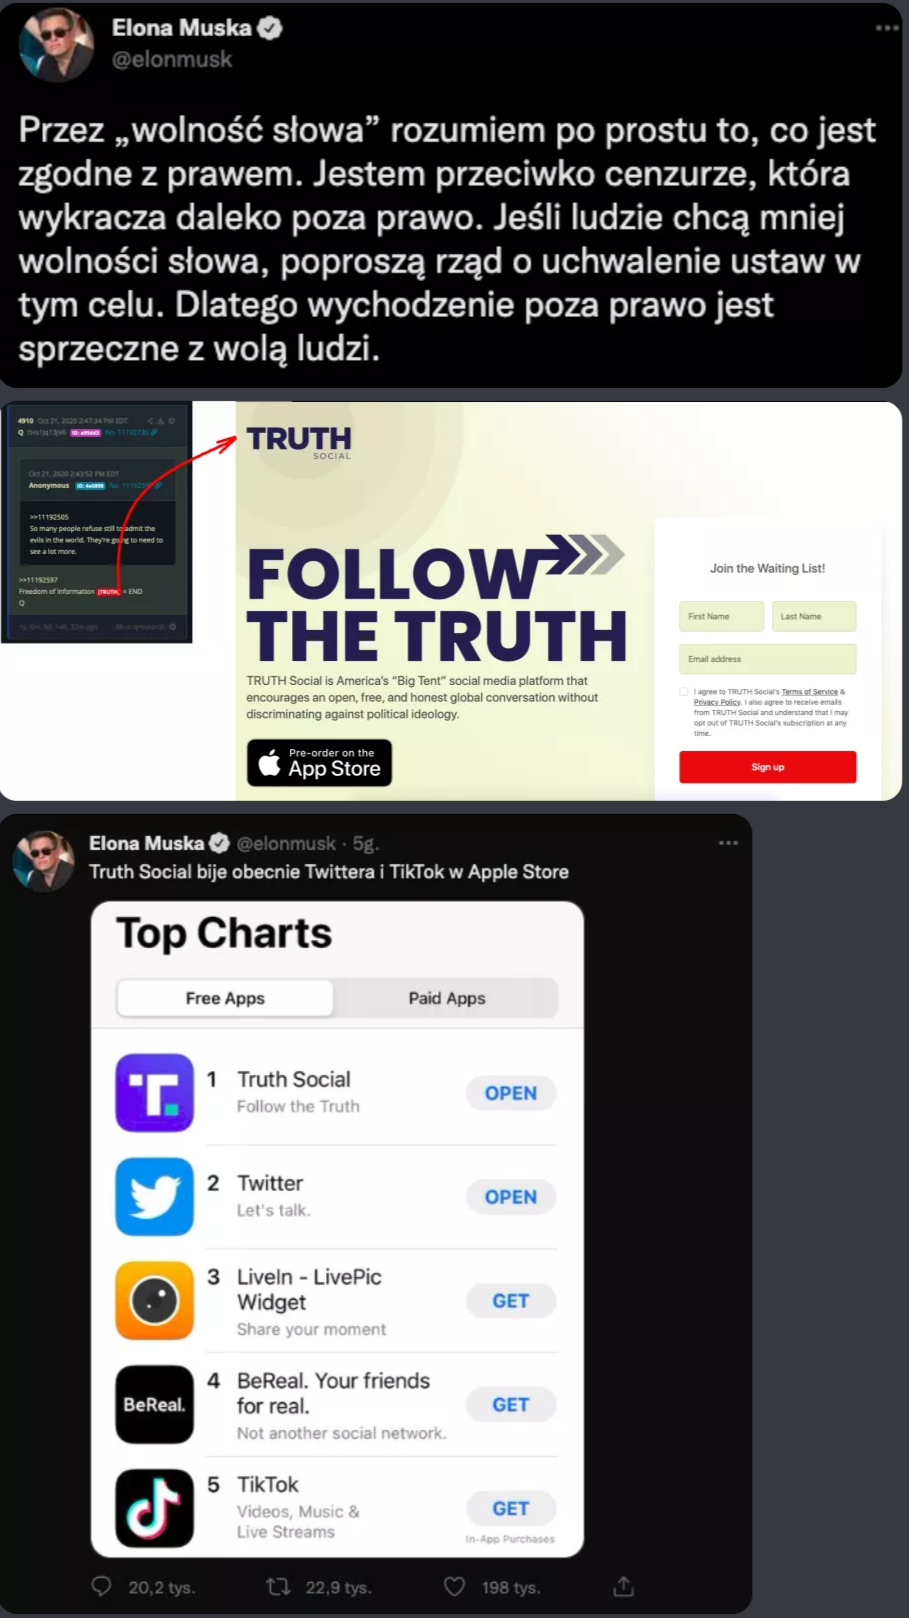 Elona Muska
@elonmusk
Przez „wolność słowa” rozumiem po prostu to, co jest
zgodne z prawem. Jestem przeciwko cenzurze, która
wykracza daleko poza prawo. Jeśli ludzie chcą mniej
wolności słowa, poproszą rząd o uchwalenie ustaw w
tym celu. Dlatego wychodzenie poza prawo jest
sprzeczne z wolą ludzi.
4910 Oct 21, 2020 2:47:34 PM EDT
Q
Oct 21, 2020 2:43:52 PM EDT
Anonymous
>>11192505
So many people refuse still to admit the
evils in the world. They're going to need to
see a lot more.
>>11192597
Freedom of information [TRUTH] = END
Q
TRUTH
SOCIAL
FOLLOW
THE TRUTH
TRUTH Social is America's “Big Tent” social media platform that
encourages an open, free, and honest global conversation without
discriminating against political ideology.
Pre-order on the
App Store
Join the Waiting List!
First Name Last Name
Email address
I agree to TRUTH Social's Terms of Service &
Privacy Policy. I also agree to receive emails
from TRUTH Social and understand that I may
opt out of TRUTH Social's subscription at any
time.
Sign up
Elona Muska @elonmusk · 5g.
Truth Social bije obecnie Twittera i TikTok w Apple Store
Top Charts
Free Apps Paid Apps
T.
1 Truth Social OPEN
Follow the Truth
2 Twitter OPEN
Let's talk.
3 LiveIn - LivePic
Widget GET
Share your moment
BeReal.
4 BeReal. Your friends
for real. GET
Not another social network.
5 TikTok GET
Videos, Music &
Live Streams
In-App Purchases
20,2 tys. 22,9 tys. 198 tys.